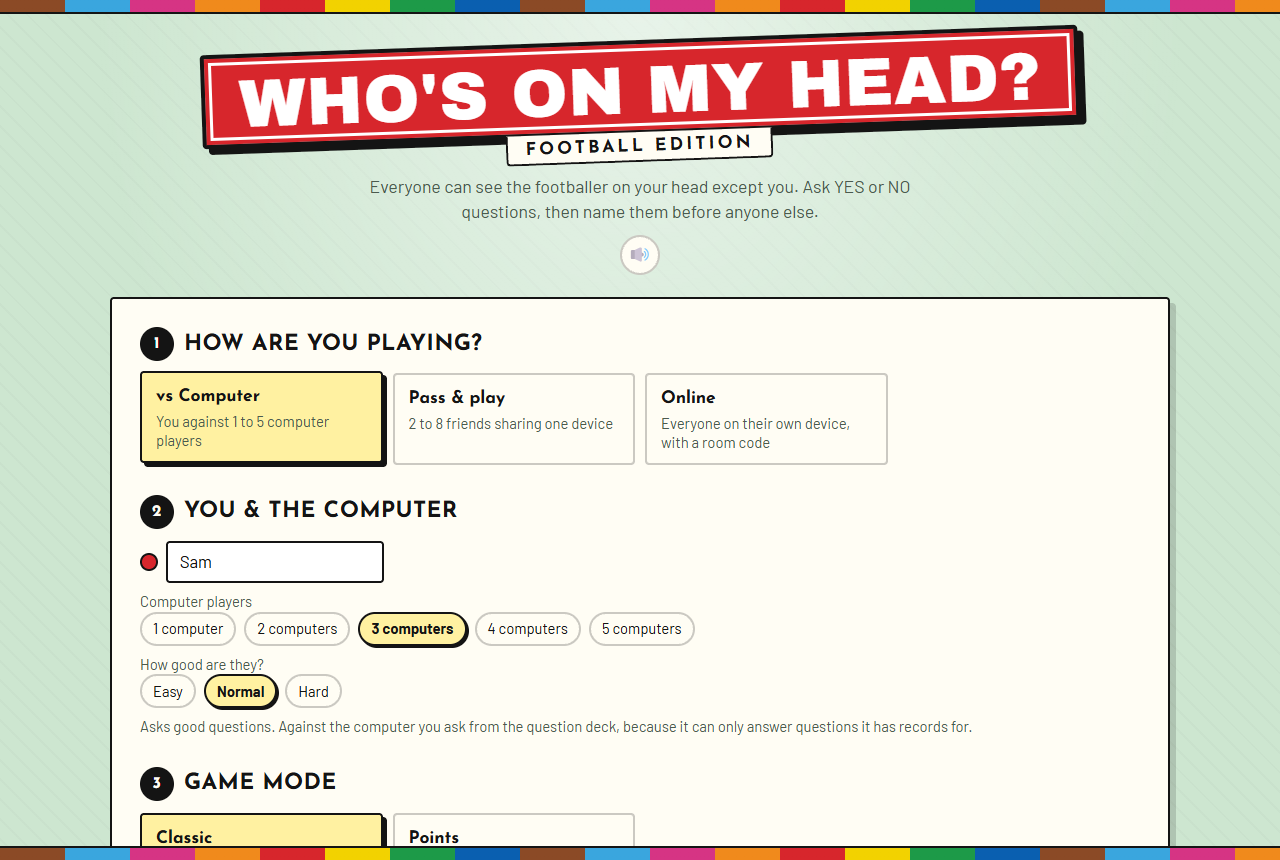 WHO'S ON MY HEAD?
FOOTBALL EDITION
Everyone can see the footballer on your head except you. Ask YES or NO
questions, then name them before anyone else.
1 HOW ARE YOU PLAYING?
vs Computer
You against 1 to 5 computer
players
Pass & play
2 to 8 friends sharing one device
Online
Everyone on their own device,
with a room code
2 YOU & THE COMPUTER
Sam
Computer players
1 computer 2 computers 3 computers 4 computers 5 computers
How good are they?
Easy Normal Hard
Asks good questions. Against the computer you ask from the question deck, because it can only answer questions it has records for.
3 GAME MODE
Classic Points